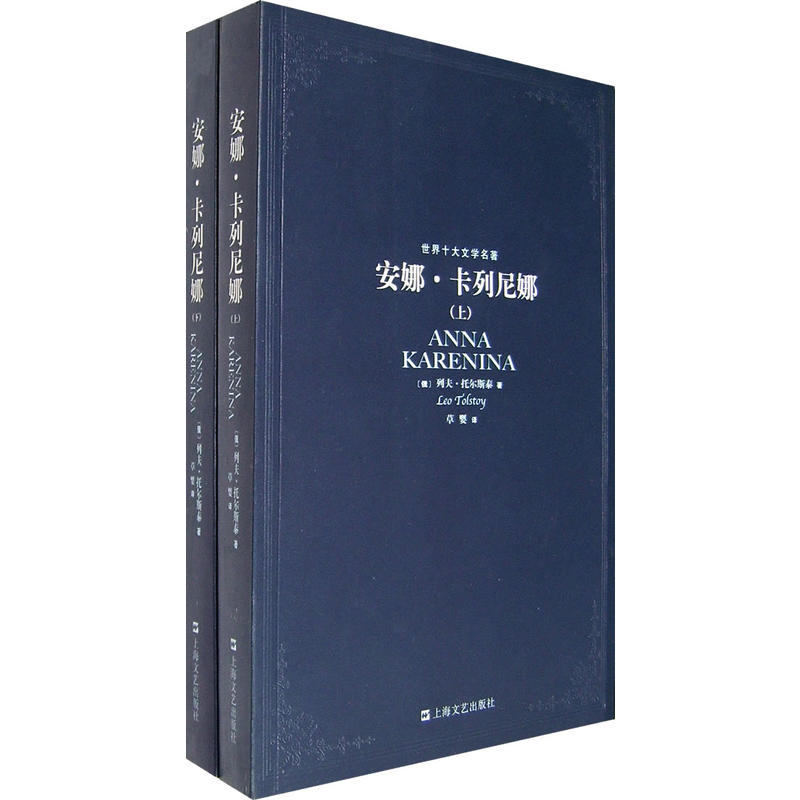 世界十大文学名著
安娜·卡列尼娜
(上)
ANNA
KARENINA
〔俄〕列夫·托尔斯泰 著
Leo Tolstoy
草婴 译
上海文艺出版社
安娜·卡列尼娜(上)
ANNA
KARENINA
〔俄〕列夫·托尔斯泰 著
草婴 译
上海文艺出版社
安娜·卡列尼娜(下)
ANNA
KARENINA
〔俄〕列夫·托尔斯泰 著
草婴 译
上海文艺出版社